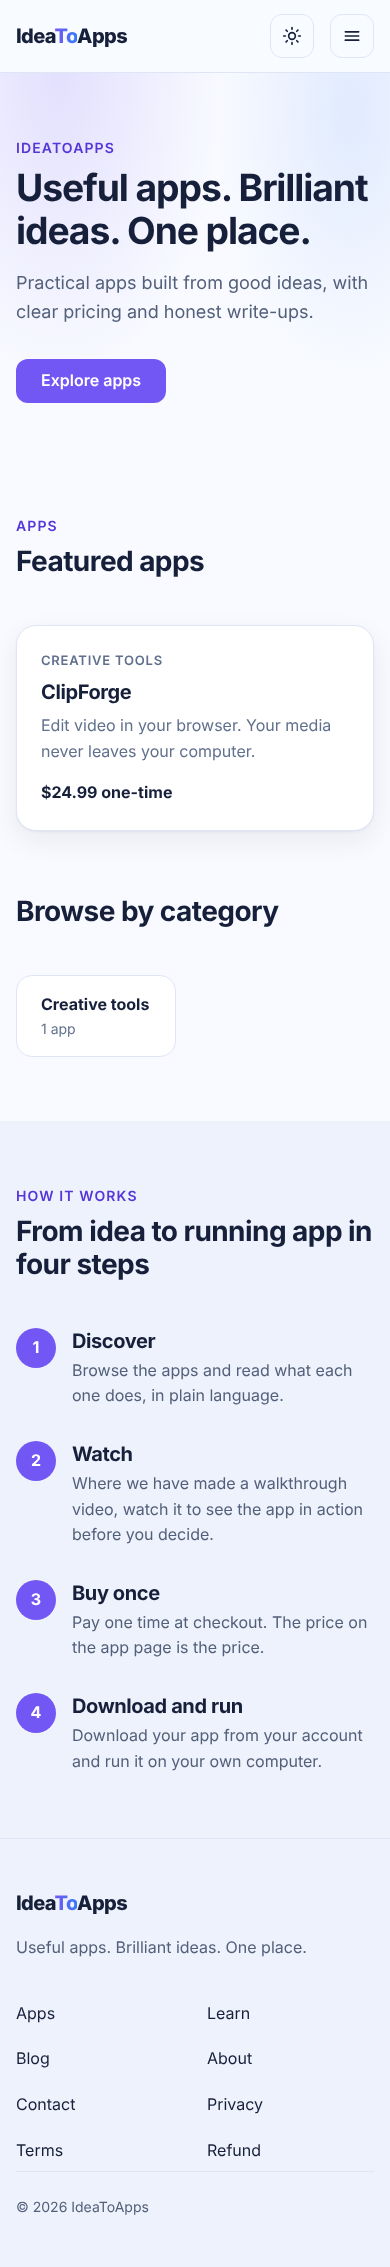 IdeaToApps
IDEATOAPPS
Useful apps. Brilliant
ideas. One place.
Practical apps built from good ideas, with
clear pricing and honest write-ups.
Explore apps
APPS
Featured apps
CREATIVE TOOLS
ClipForge
Edit video in your browser. Your media
never leaves your computer.
$24.99 one-time
Browse by category
Creative tools
1 app
HOW IT WORKS
From idea to running app in
four steps
1 Discover
Browse the apps and read what each
one does, in plain language.
2 Watch
Where we have made a walkthrough
video, watch it to see the app in action
before you decide.
3 Buy once
Pay one time at checkout. The price on
the app page is the price.
4 Download and run
Download your app from your account
and run it on your own computer.
IdeaToApps
Useful apps. Brilliant ideas. One place.
Apps Learn
Blog About
Contact Privacy
Terms Refund
© 2026 IdeaToApps